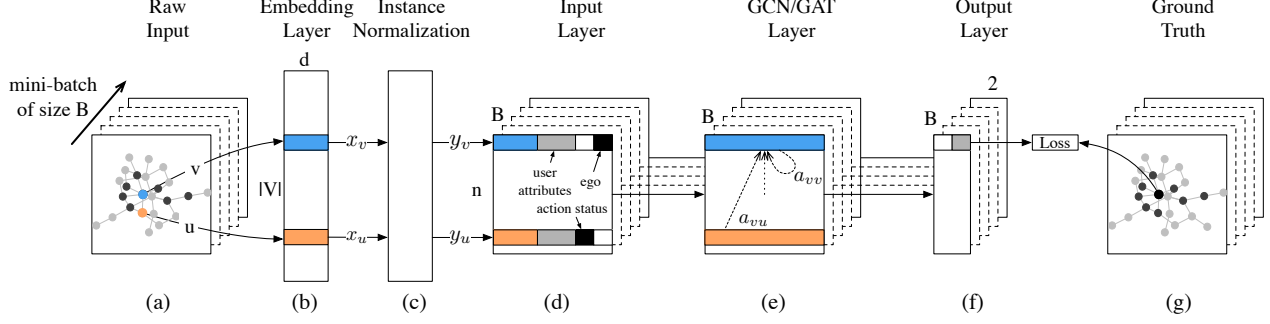 Raw
Input
Embedding
Layer
Instance
Normalization
Input
Layer
GCN/GAT
Layer
Output
Layer
Ground
Truth
mini-batch
of size B
d
B
B
B
2
v
x_v
y_v
user
attributes
ego
a_vv
Loss
|V|
n
action status
a_vu
u
x_u
y_u
(a)
(b)
(c)
(d)
(e)
(f)
(g)